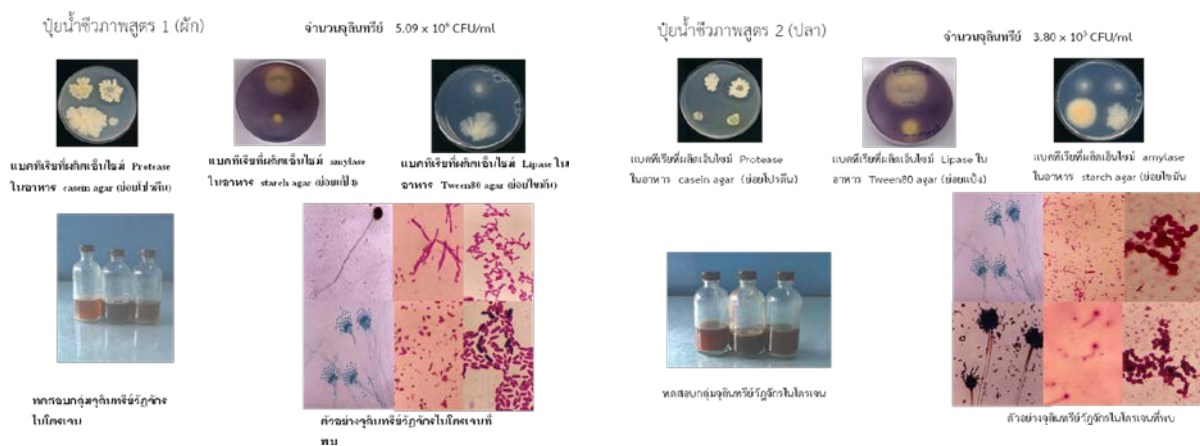 ปุ๋ยน้ำชีวภาพสูตร 1 (ผัก)
จำนวนจุลินทรีย์ 5.09 x 10⁶ CFU/ml
แบคทีเรียที่ผลิตเอ็นไซม์ Protease
ในอาหาร casein agar (ย่อยโปรตีน)
แบคทีเรียที่ผลิตเอ็นไซม์ amylase
ในอาหาร starch agar (ย่อยแป้ง)
แบคทีเรียที่ผลิตเอ็นไซม์ Lipase ใน
อาหาร Tween80 agar (ย่อยไขมัน)
ทดสอบกลุ่มจุลินทรีย์วัฏจักร
ไนโตรเจน
ตัวอย่างจุลินทรีย์วัฏจักรไนโตรเจนที่
พบ
ปุ๋ยน้ำชีวภาพสูตร 2 (ปลา)
จำนวนจุลินทรีย์ 3.80 x 10³ CFU/ml
แบคทีเรียที่ผลิตเอ็นไซม์ Protease
ในอาหาร casein agar (ย่อยโปรตีน)
แบคทีเรียที่ผลิตเอ็นไซม์ Lipase ใน
อาหาร Tween80 agar (ย่อยแป้ง)
แบคทีเรียที่ผลิตเอ็นไซม์ amylase
ในอาหาร starch agar (ย่อยไขมัน
ทดสอบกลุ่มจุลินทรีย์วัฏจักรไนโตรเจน
ตัวอย่างจุลินทรีย์วัฏจักรไนโตรเจนที่พบ